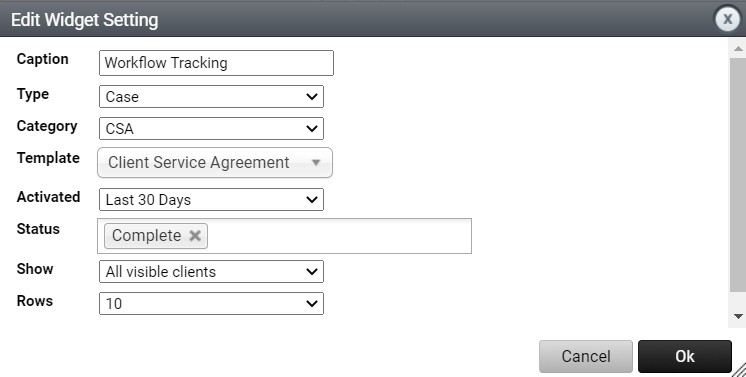 Edit Widget Setting
X
Caption Workflow Tracking
Type Case
Category CSA
Template Client Service Agreement
Activated Last 30 Days
Status Complete
Show All visible clients
Rows 10
Cancel Ok